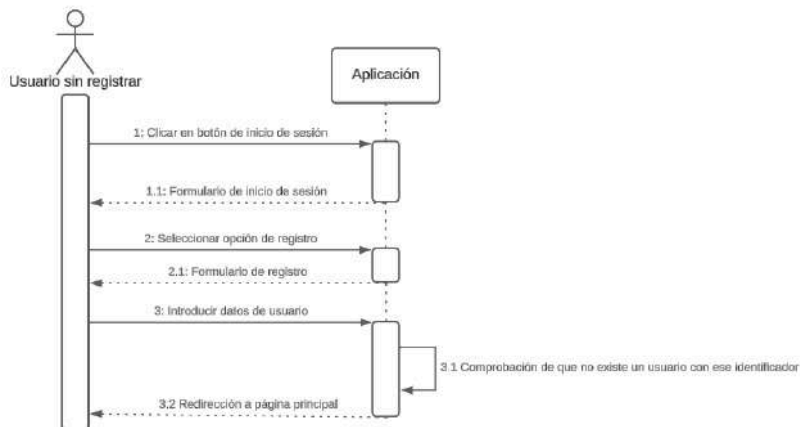 Usuario sin registrar
Aplicación
1: Clicar en botón de inicio de sesión
1.1: Formulario de inicio de sesión
2: Seleccionar opción de registro
2.1: Formulario de registro
3: Introducir datos de usuario
3.1 Comprobación de que no existe un usuario con ese identificador
3.2 Redirección a página principal